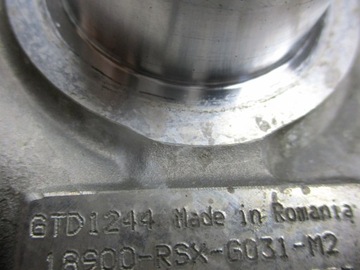 GTD1244 Made in Romania
18900-RSX-G031-M2